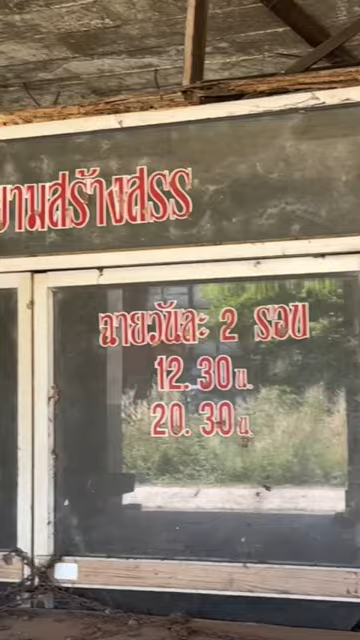 ยามสร้างสรร
ฉายวันละ 2 รอบ
12.30 น.
20.30 น.